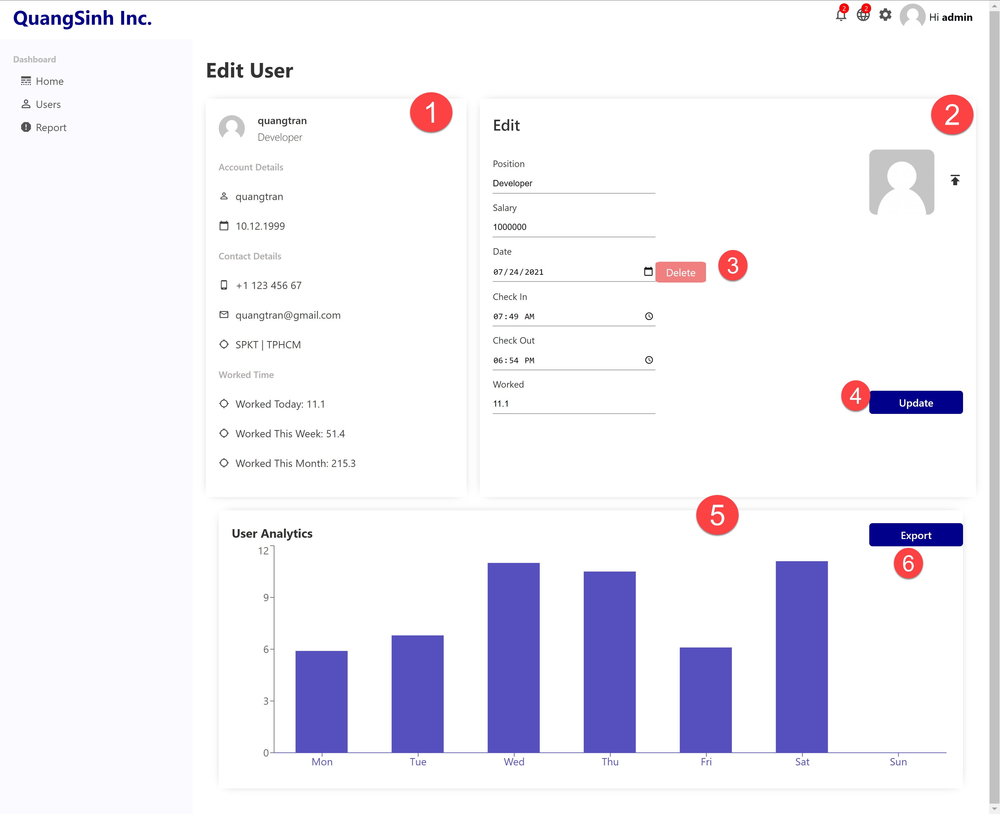 QuangSinh Inc.
2
2
Hi admin
Dashboard
Home
Users
Report
Edit User
1
quangtran
Developer
Account Details
quangtran
10.12.1999
Contact Details
+1 123 456 67
quangtran@gmail.com
SPKT | TPHCM
Worked Time
Worked Today: 11.1
Worked This Week: 51.4
Worked This Month: 215.3
2
Edit
Position
Developer
Salary
1000000
Date
07/24/2021
Delete
3
Check In
07:49 AM
Check Out
06:54 PM
Worked
11.1
4
Update
5
User Analytics
Export
6
12
9
6
3
0
Mon Tue Wed Thu Fri Sat Sun